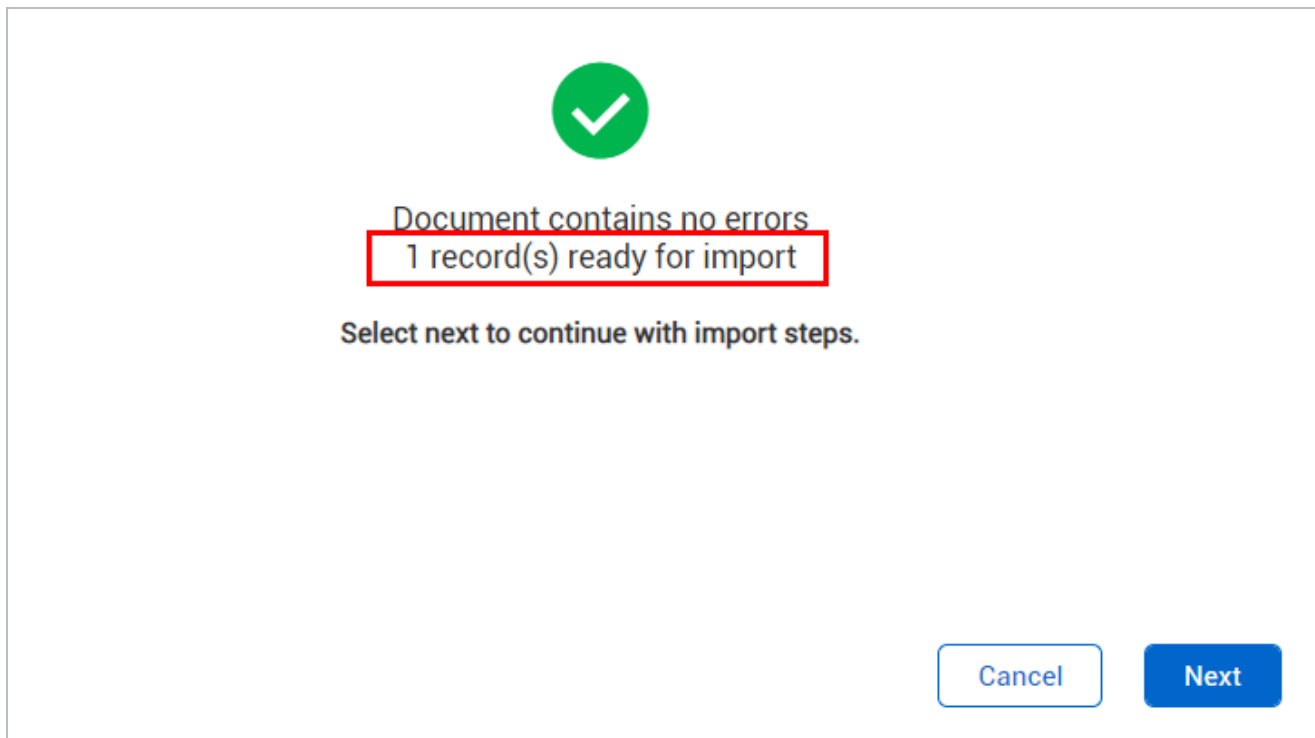 Document contains no errors
1 record(s) ready for import
Select next to continue with import steps.
Cancel
Next